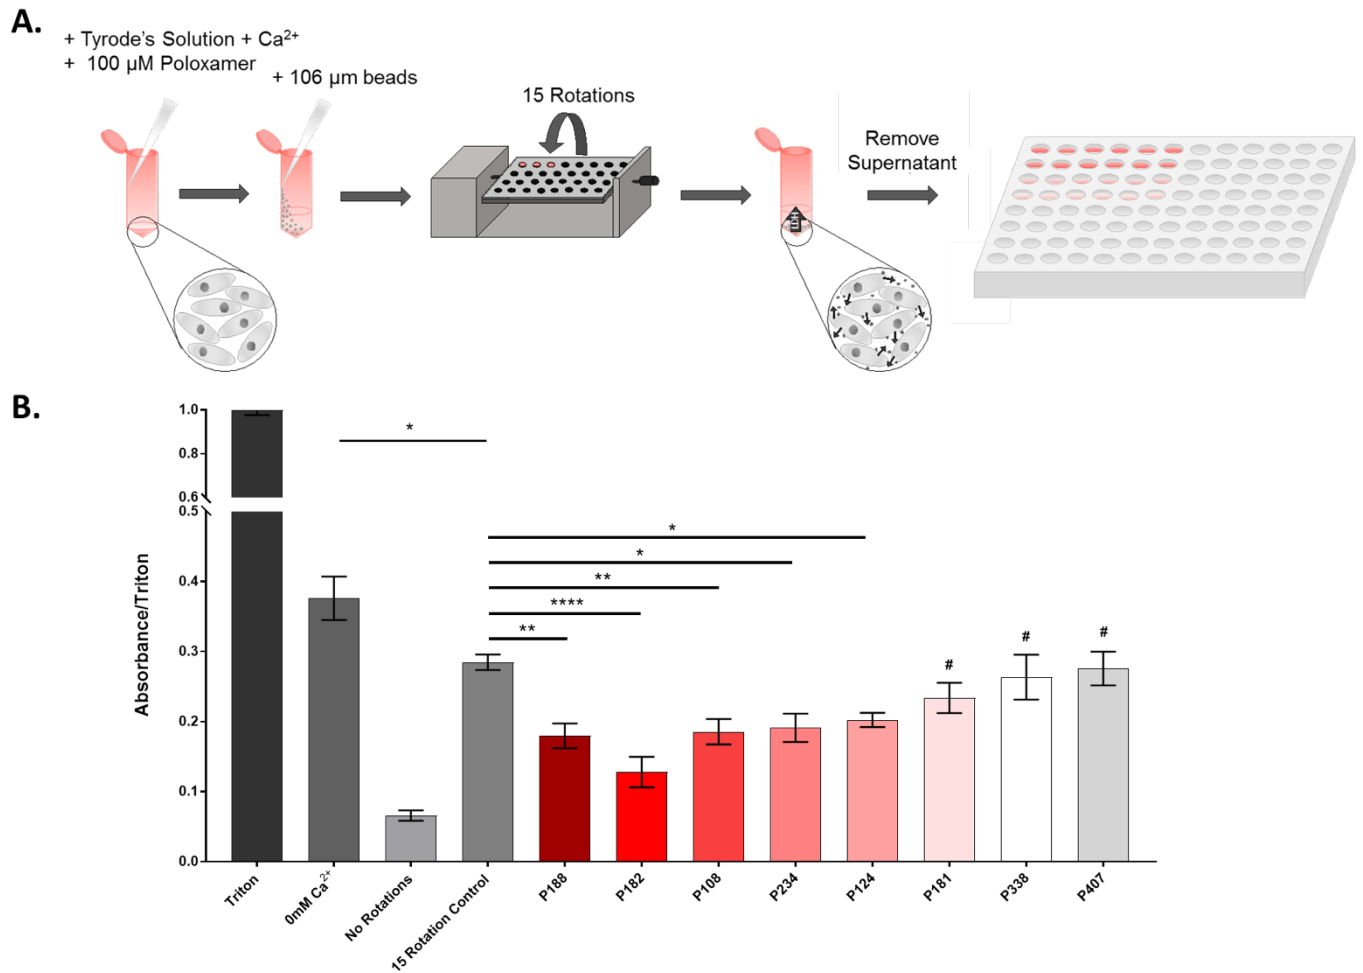 A.
+ Tyrode's Solution + Ca²⁺
+ 100 µM Poloxamer
+ 106 µm beads
15 Rotations
LDH
Remove
Supernatant
B.
Absorbance/Triton
1.0
0.8
0.6
0.5
0.4
0.3
0.2
0.1
0.0
*
*
*
**
****
**
#
#
#
Triton
0mM Ca²⁺
No Rotations
15 Rotation Control
P188
P182
P108
P234
P124
P181
P338
P407